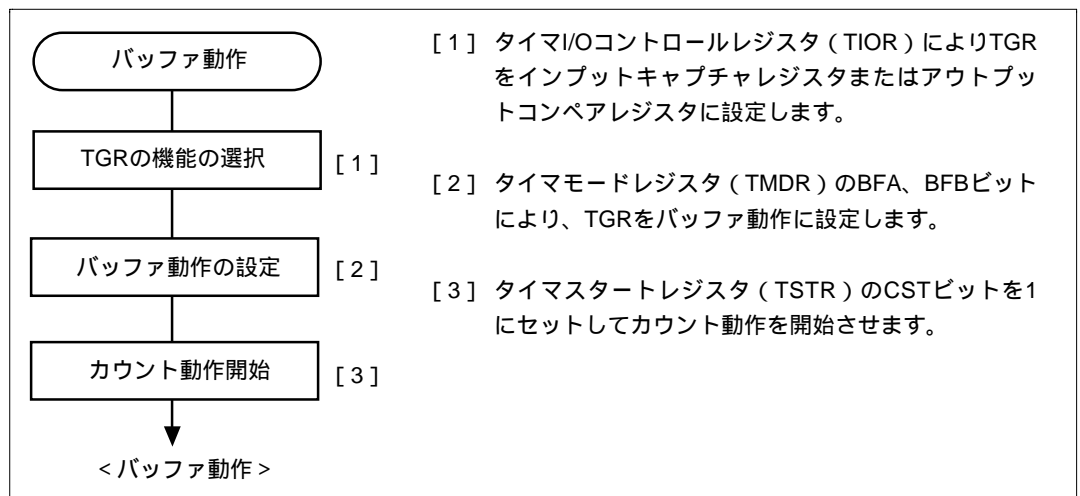 バッファ動作
TGRの機能の選択
[1]
バッファ動作の設定
[2]
カウント動作開始
[3]
<バッファ動作>
[1] タイマI/Oコントロールレジスタ(TIOR)によりTGR
をインプットキャプチャレジスタまたはアウトプッ
トコンペアレジスタに設定します。
[2] タイマモードレジスタ(TMDR)のBFA、BFBビット
により、TGRをバッファ動作に設定します。
[3] タイマスタートレジスタ(TSTR)のCSTビットを1
にセットしてカウント動作を開始させます。